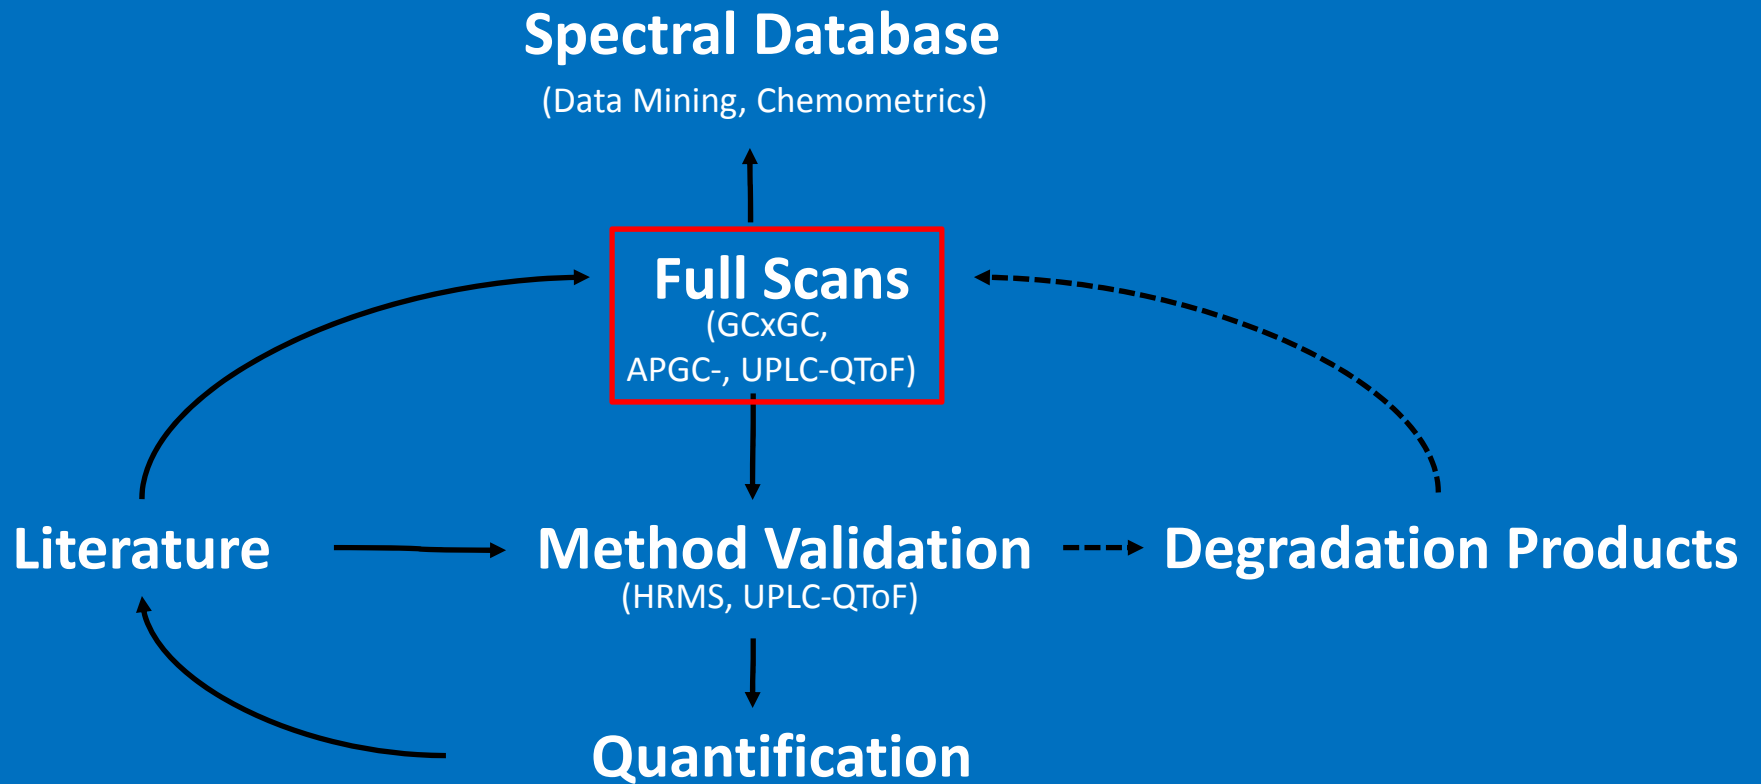 Spectral Database
(Data Mining, Chemometrics)
Full Scans
(GCxGC,
APGC-, UPLC-QToF)
Literature
Method Validation
Degradation Products
(HRMS, UPLC-QToF)
Quantification